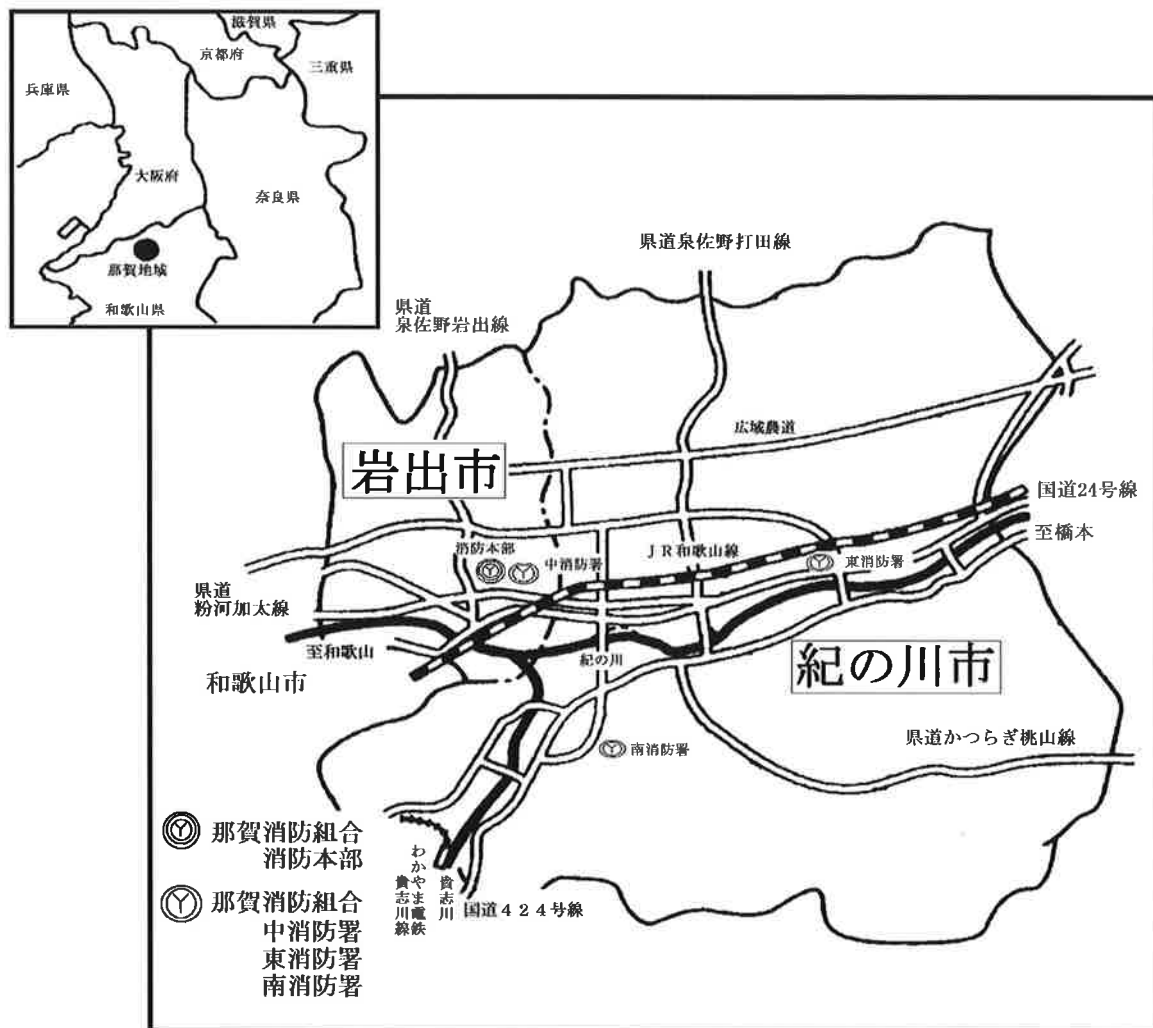 滋賀県
京都府
三重県
兵庫県
大阪府
奈良県
那賀地域
和歌山県
県道泉佐野打田線
県道
泉佐野岩出線
広域農道
岩出市
国道24号線
消防本部
中消防署
JR和歌山線
東消防署
至橋本
県道
粉河加太線
至和歌山
紀の川
和歌山市
紀の川市
県道かつらぎ桃山線
南消防署
那賀消防組合
消防本部
わかやま電鉄
貴志川線
貴志川
国道424号線
那賀消防組合
中消防署
東消防署
南消防署